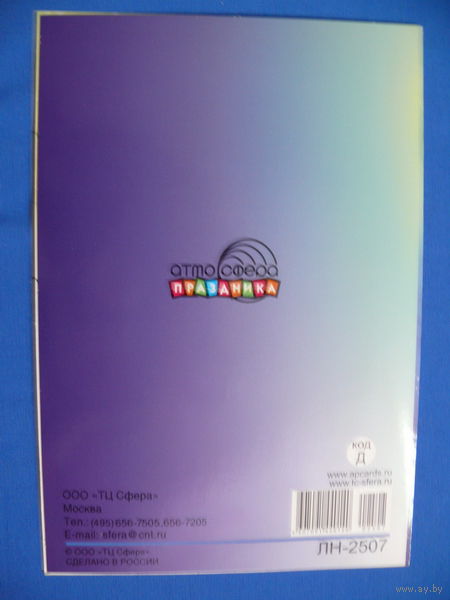 атмосфера
ПРАЗДНИКА
код
Д
www.apcards.ru
www.tc-sfera.ru
ООО «ТЦ Сфера»
Москва
Тел.: (495) 656-7505, 656-7205
E-mail: sfera@cnt.ru
ЛН-2507
© ООО «ТЦ Сфера»
СДЕЛАНО В РОССИИ
www.ay.by